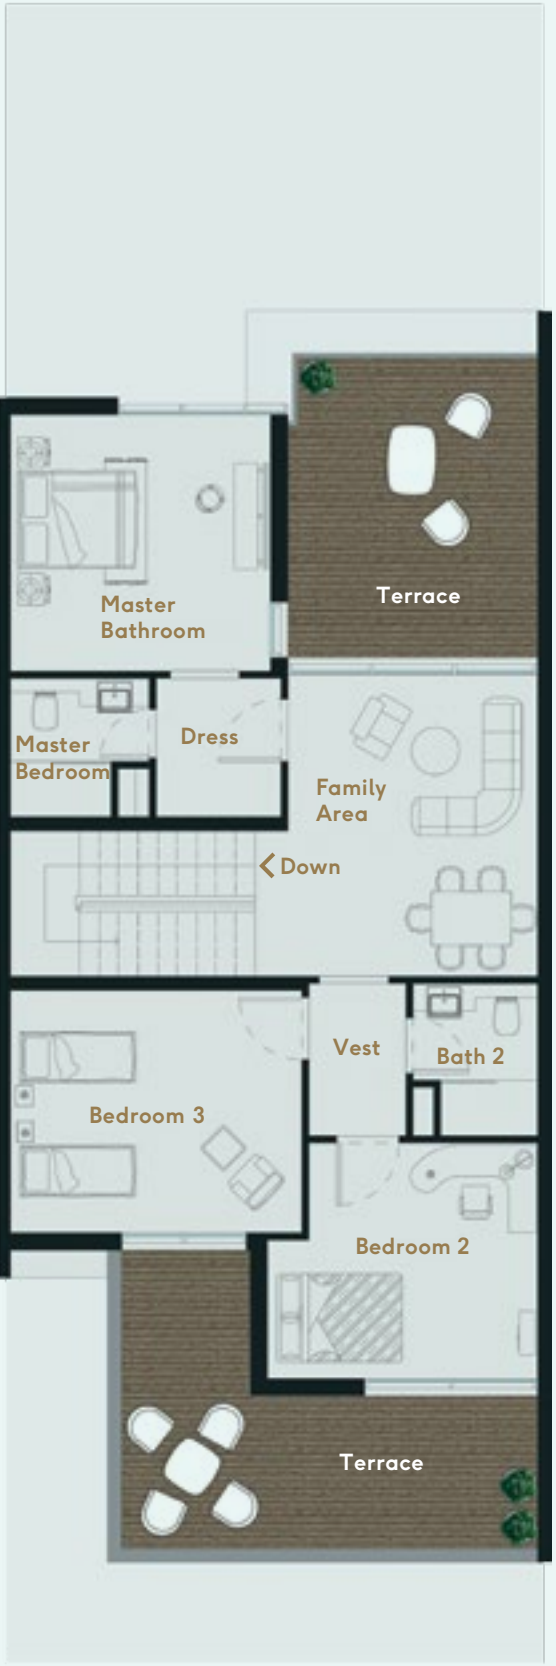 Terrace
Master
Bathroom
Dress
Master
Bedroom
Family
Area
Down
Vest
Bath 2
Bedroom 3
Bedroom 2
Terrace